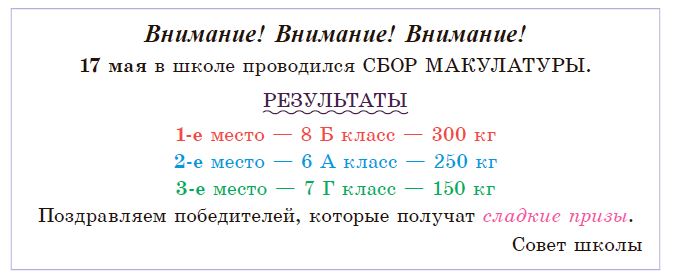 Внимание! Внимание! Внимание!
17 мая в школе проводился СБОР МАКУЛАТУРЫ.
РЕЗУЛЬТАТЫ
1-е место — 8 Б класс — 300 кг
2-е место — 6 А класс — 250 кг
3-е место — 7 Г класс — 150 кг
Поздравляем победителей, которые получат сладкие призы.
Совет школы